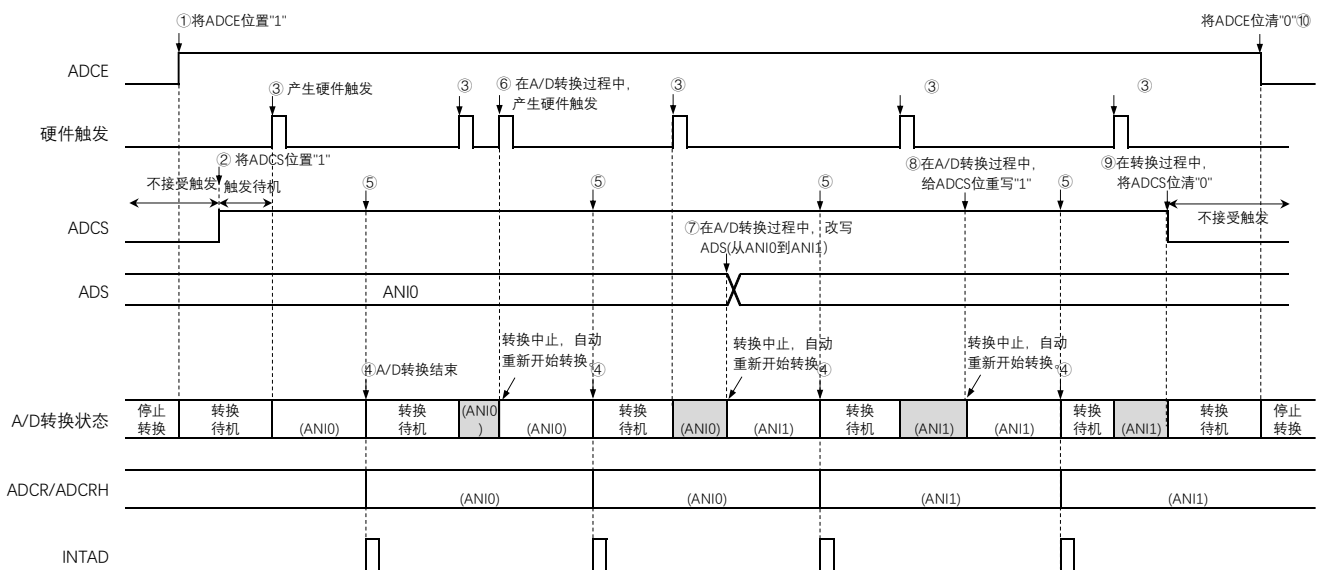 ①将ADCE位置"1"
将ADCE位清"0"⑩
ADCE
③ 产生硬件触发
③
⑥ 在A/D转换过程中，
产生硬件触发
③
③
③
硬件触发
② 将ADCS位置"1"
不接受触发
触发待机
⑤
⑤
⑤
⑧在A/D转换过程中，
给ADCS位重写"1"
⑤
⑨在转换过程中，
将ADCS位清"0"
不接受触发
ADCS
⑦在A/D转换过程中，改写
ADS(从ANI0到ANI1)
ADS
ANI0
转换中止，自动
重新开始转换。
转换中止，自动
重新开始转换。
转换中止，自动
重新开始转换。
④A/D转换结束
④
④
④
A/D转换状态
停止
转换
转换
待机
(ANI0)
转换
待机
(ANI0
)
(ANI0)
转换
待机
(ANI0)
(ANI1)
转换
待机
(ANI1)
(ANI1)
转换
待机
(ANI1)
转换
待机
停止
转换
ADCR/ADCRH
(ANI0)
(ANI0)
(ANI1)
(ANI1)
INTAD